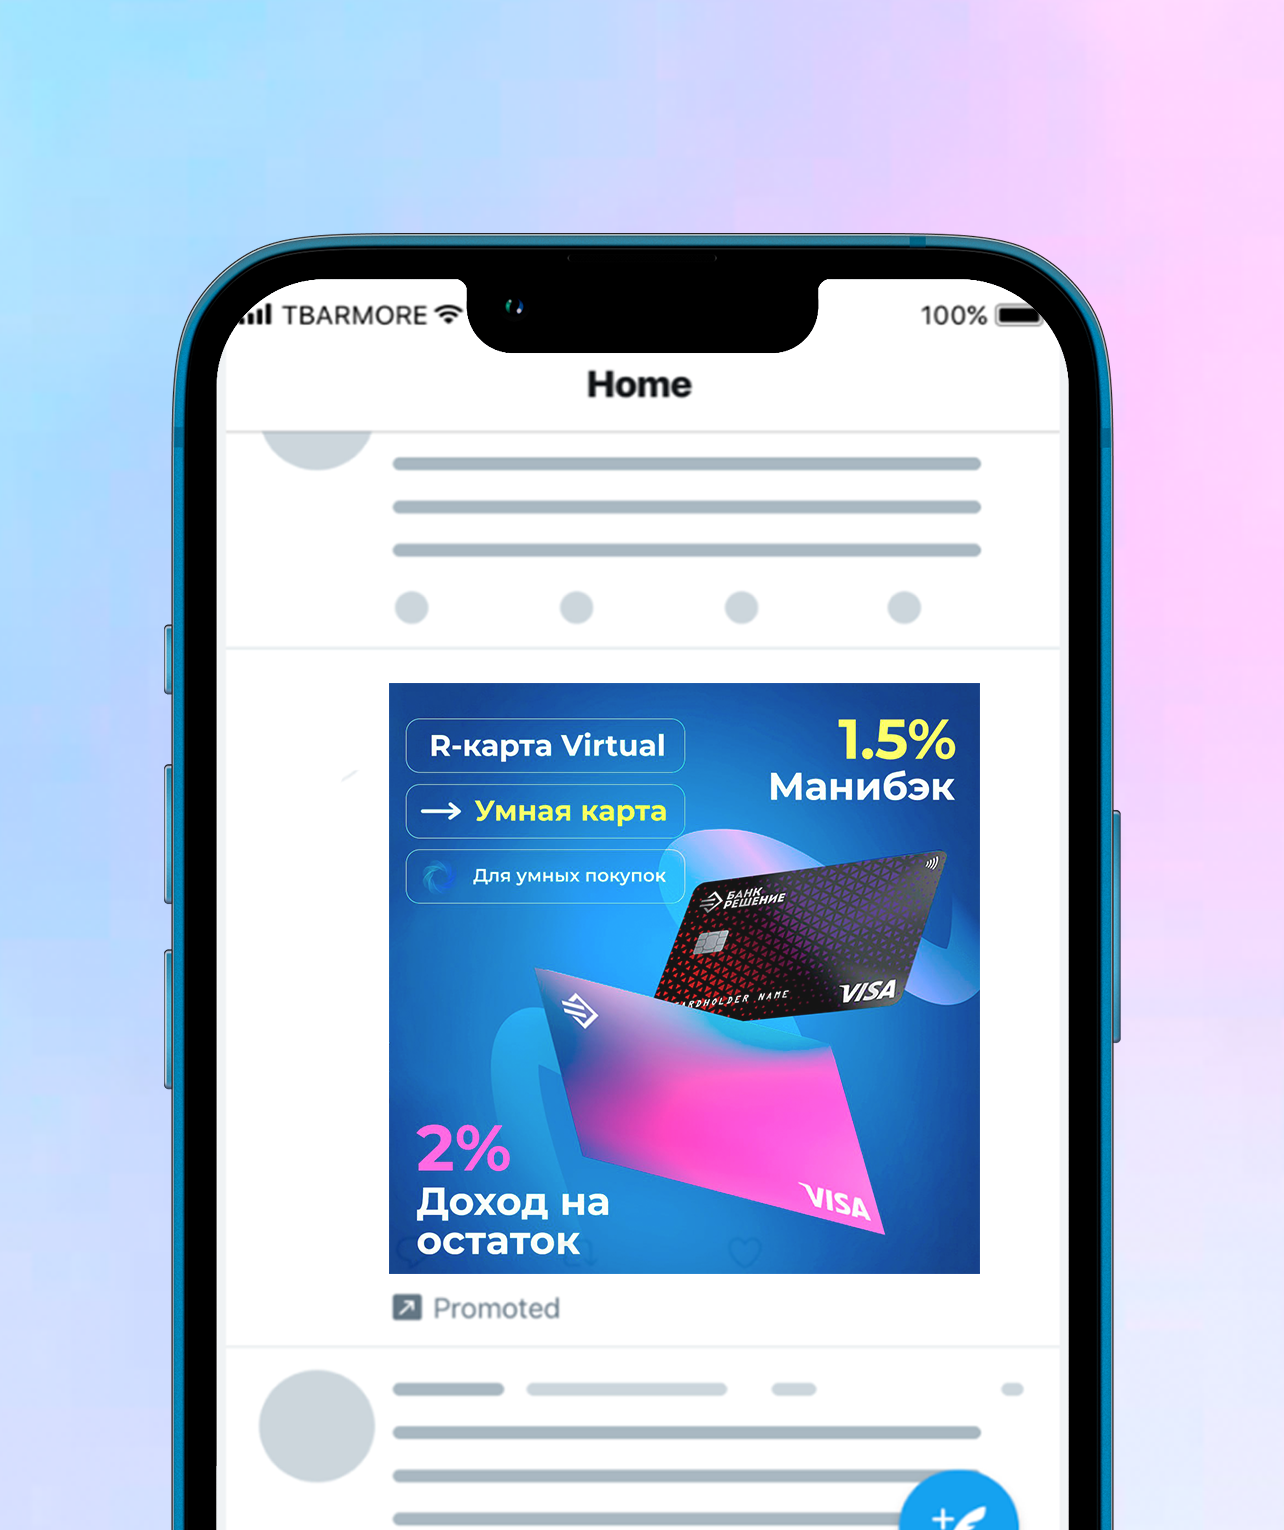 TBARMORE
100%
Home
R-карта Virtual
Умная карта
Для умных покупок
1.5%
Манибэк
БАНК
РЕШЕНИЕ
ARDHOLDER NAME
VISA
VISA
2%
Доход на
остаток
Promoted